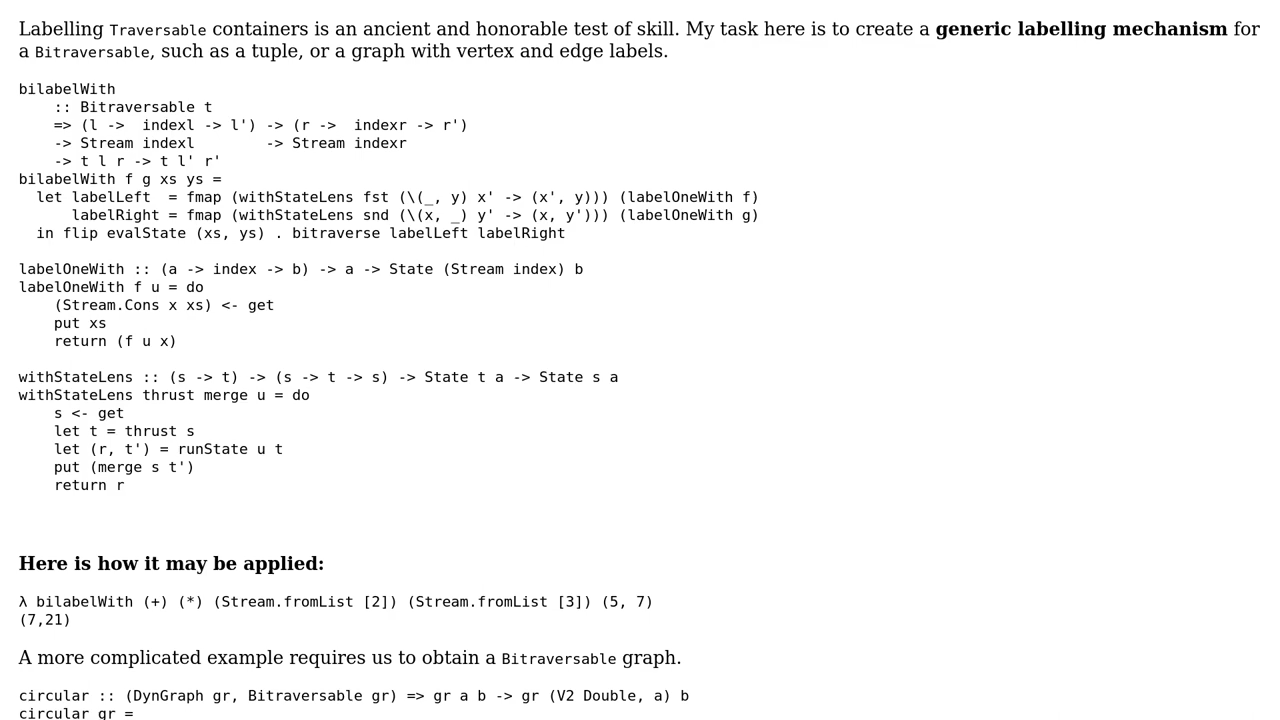 Labelling Traversable containers is an ancient and honorable test of skill. My task here is to create a generic labelling mechanism for
a Bitraversable, such as a tuple, or a graph with vertex and edge labels.
bilabelWith
    :: Bitraversable t
    => (l ->  indexl -> l') -> (r ->  indexr -> r')
    -> Stream indexl        -> Stream indexr
    -> t l r -> t l' r'
bilabelWith f g xs ys =
  let labelLeft  = fmap (withStateLens fst (\(_, y) x' -> (x', y))) (labelOneWith f)
      labelRight = fmap (withStateLens snd (\(x, _) y' -> (x, y'))) (labelOneWith g)
  in flip evalState (xs, ys) . bitraverse labelLeft labelRight
labelOneWith :: (a -> index -> b) -> a -> State (Stream index) b
labelOneWith f u = do
    (Stream.Cons x xs) <- get
    put xs
    return (f u x)
withStateLens :: (s -> t) -> (s -> t -> s) -> State t a -> State s a
withStateLens thrust merge u = do
    s <- get
    let t = thrust s
    let (r, t') = runState u t
    put (merge s t')
    return r
Here is how it may be applied:
λ bilabelWith (+) (*) (Stream.fromList [2]) (Stream.fromList [3]) (5, 7)
(7,21)
A more complicated example requires us to obtain a Bitraversable graph.
circular :: (DynGraph gr, Bitraversable gr) => gr a b -> gr (V2 Double, a) b
circular gr =